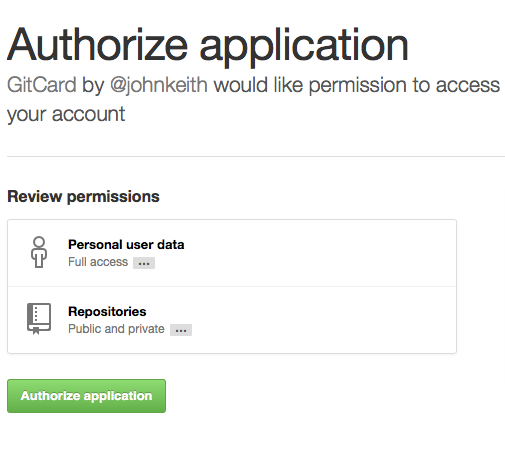 Authorize application
GitCard by @johnkeith would like permission to access
your account
Review permissions
Personal user data
Full access ...
Repositories
Public and private ...
Authorize application